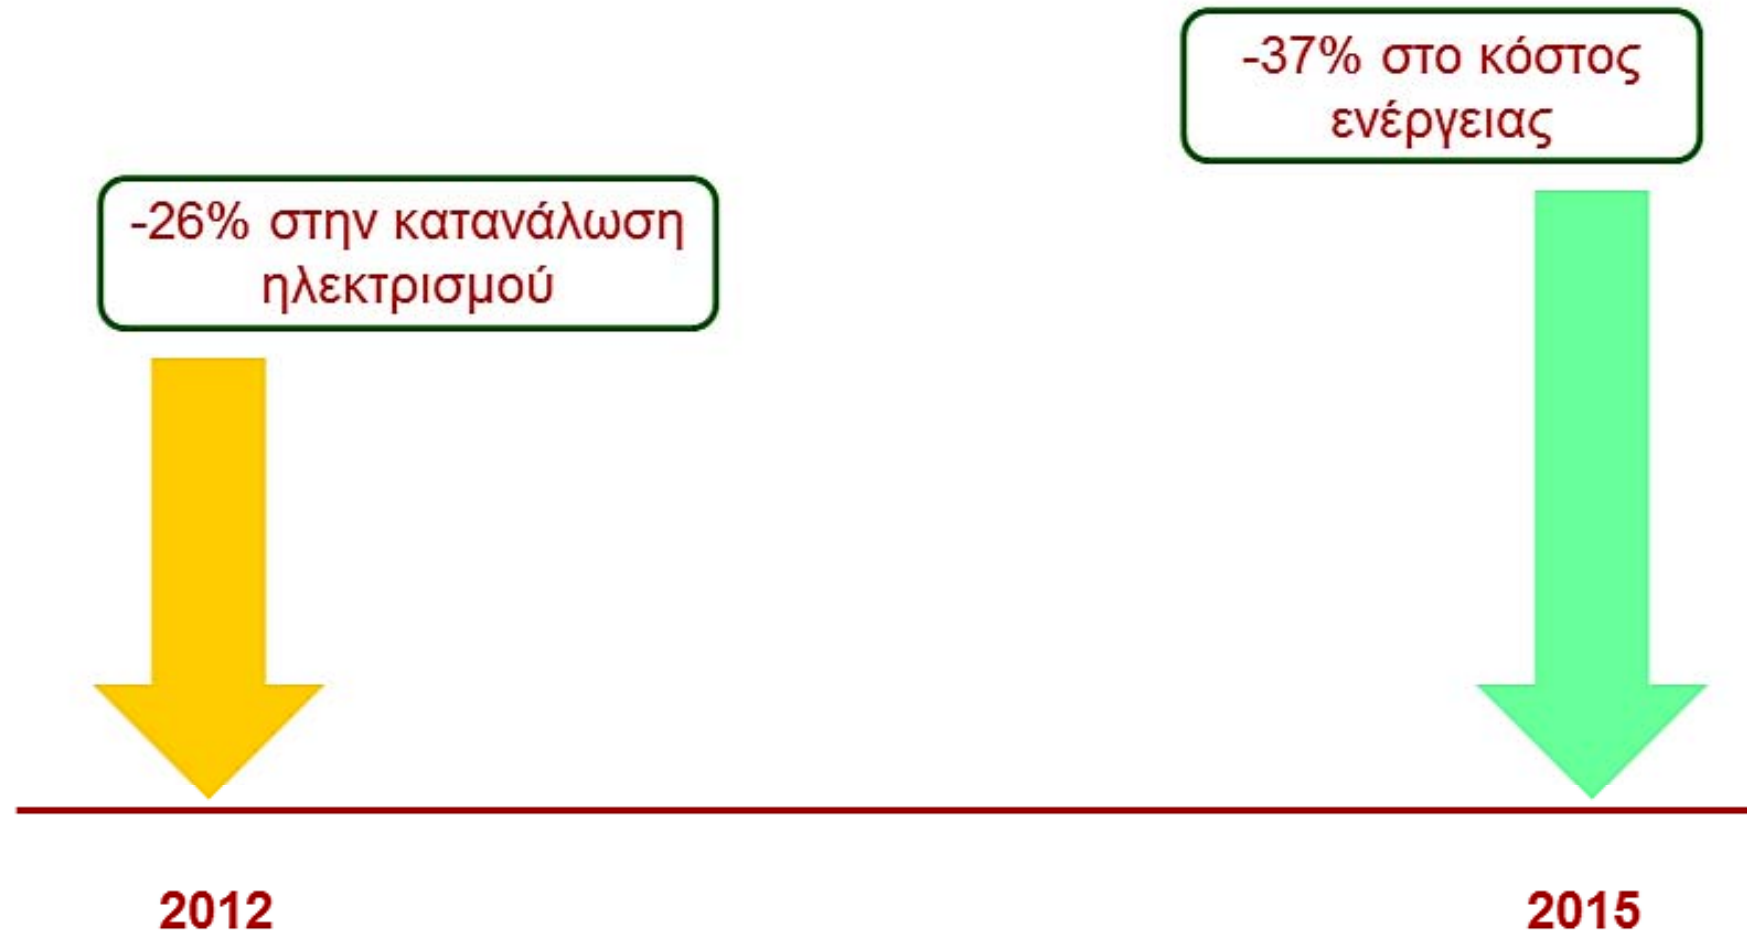 -37% στο κόστος
ενέργειας
-26% στην κατανάλωση
ηλεκτρισμού
2012
2015